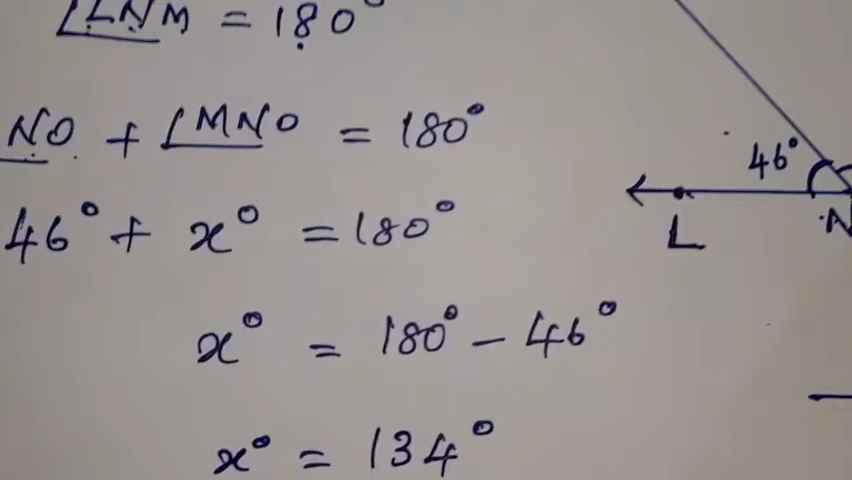 ∠LNM = 180°
NO + ∠MNO = 180°
46° + x° = 180°
x° = 180° - 46°
x° = 134°
46°
L
N